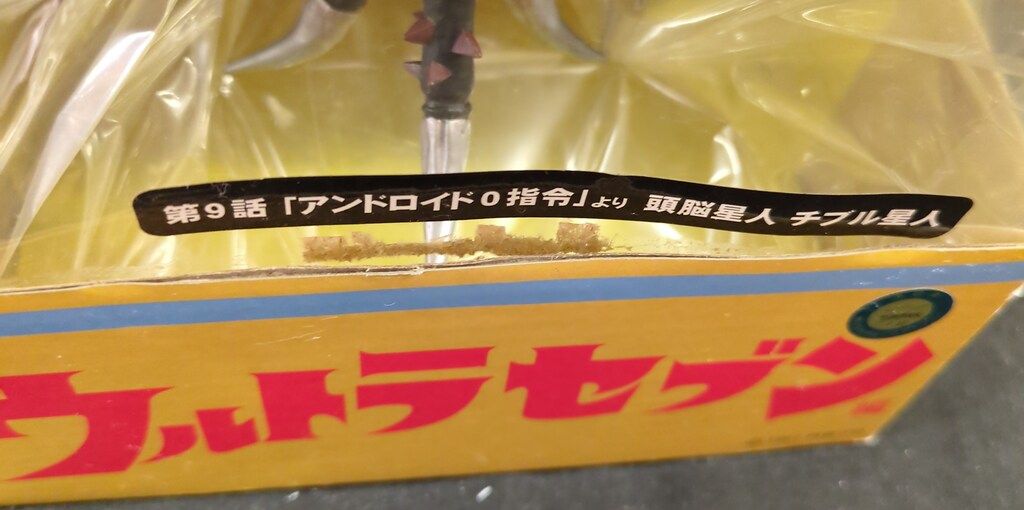 第9話「アンドロイド0指令」より 頭脳星人 チブル星人
ウルトラセブン